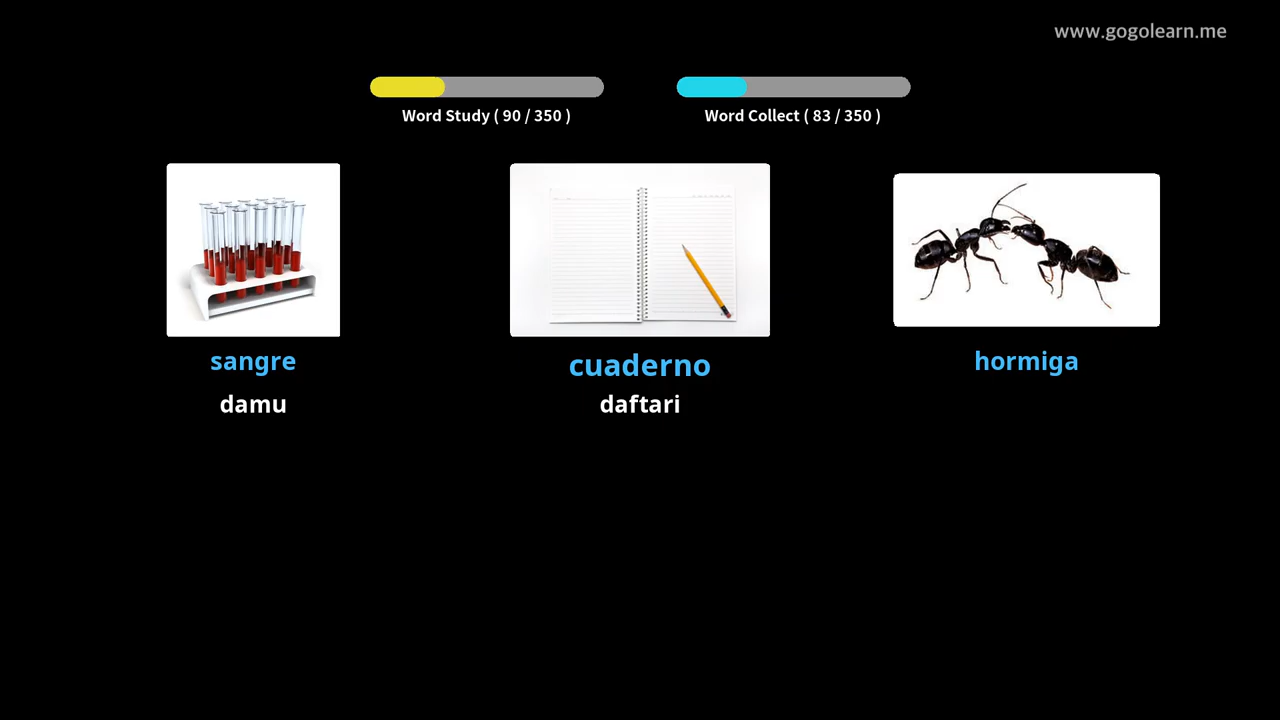 www.gogolearn.me
Word Study ( 90 / 350 )
Word Collect ( 83 / 350 )
sangre
cuaderno
hormiga
damu
daftari